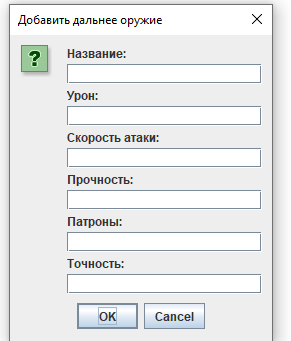 Добавить дальнее оружие
Название:
Урон:
Скорость атаки:
Прочность:
Патроны:
Точность:
OK
Cancel